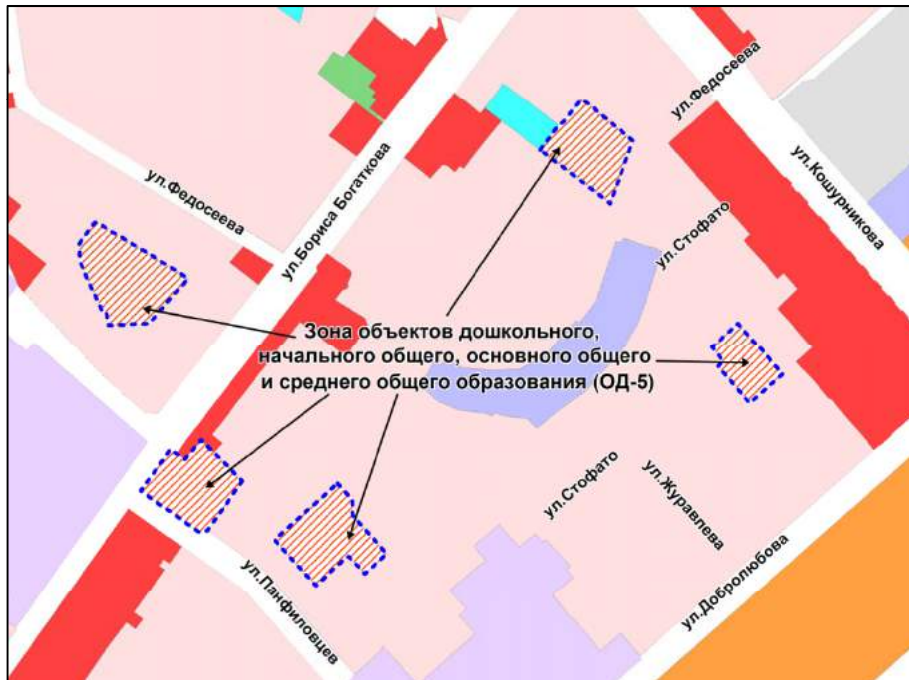 ул.Федосеева
ул.Кошурникова
ул.Федосеева
ул.Бориса Богаткова
ул.Стофато
Зона объектов дошкольного,
начального общего, основного общего
и среднего общего образования (ОД-5)
ул.Стофато
ул.Журавлева
ул.Добролюбова
ул.Панфиловцев